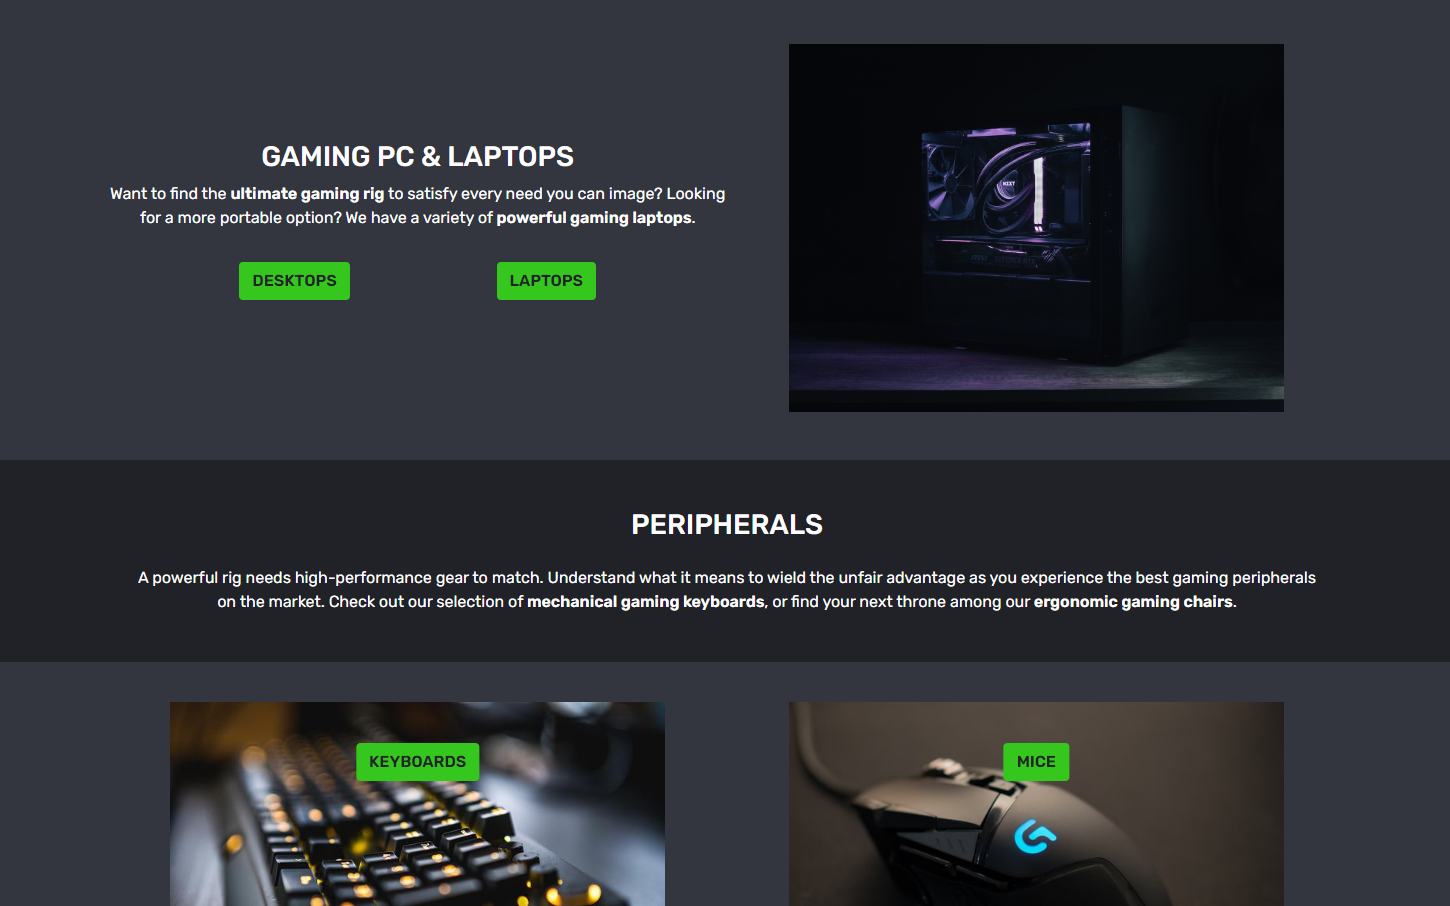 GAMING PC & LAPTOPS
Want to find the ultimate gaming rig to satisfy every need you can image? Looking
for a more portable option? We have a variety of powerful gaming laptops.
DESKTOPS
LAPTOPS
NZXT
PERIPHERALS
A powerful rig needs high-performance gear to match. Understand what it means to wield the unfair advantage as you experience the best gaming peripherals
on the market. Check out our selection of mechanical gaming keyboards, or find your next throne among our ergonomic gaming chairs.
KEYBOARDS
MICE